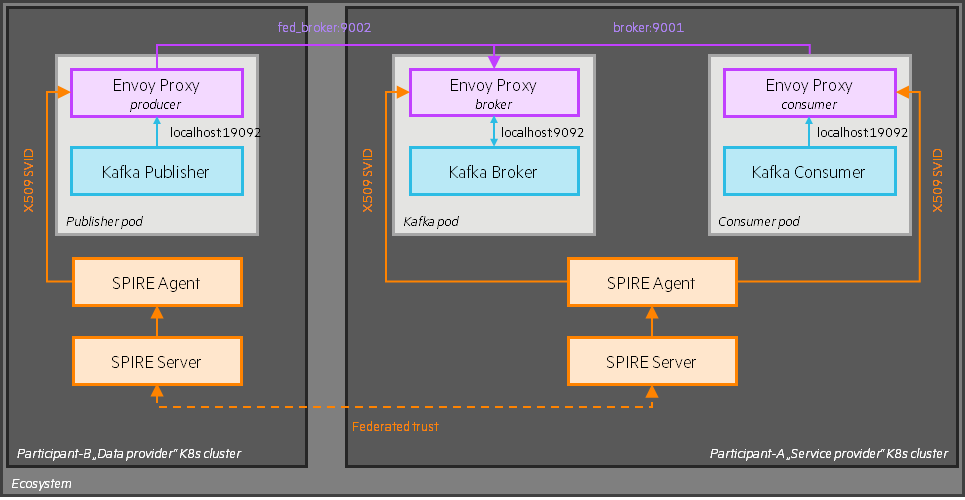 fed_broker:9002
broker:9001
Envoy Proxy
producer
Envoy Proxy
broker
Envoy Proxy
consumer
localhost:19092
localhost:9092
localhost:19092
X509 SVID
Kafka Publisher
X509 SVID
Kafka Broker
Kafka Consumer
X509 SVID
Publisher pod
Kafka pod
Consumer pod
SPIRE Agent
SPIRE Agent
SPIRE Server
SPIRE Server
Federated trust
Participant-B „Data provider” K8s cluster
Participant-A „Service provider” K8s cluster
Ecosystem